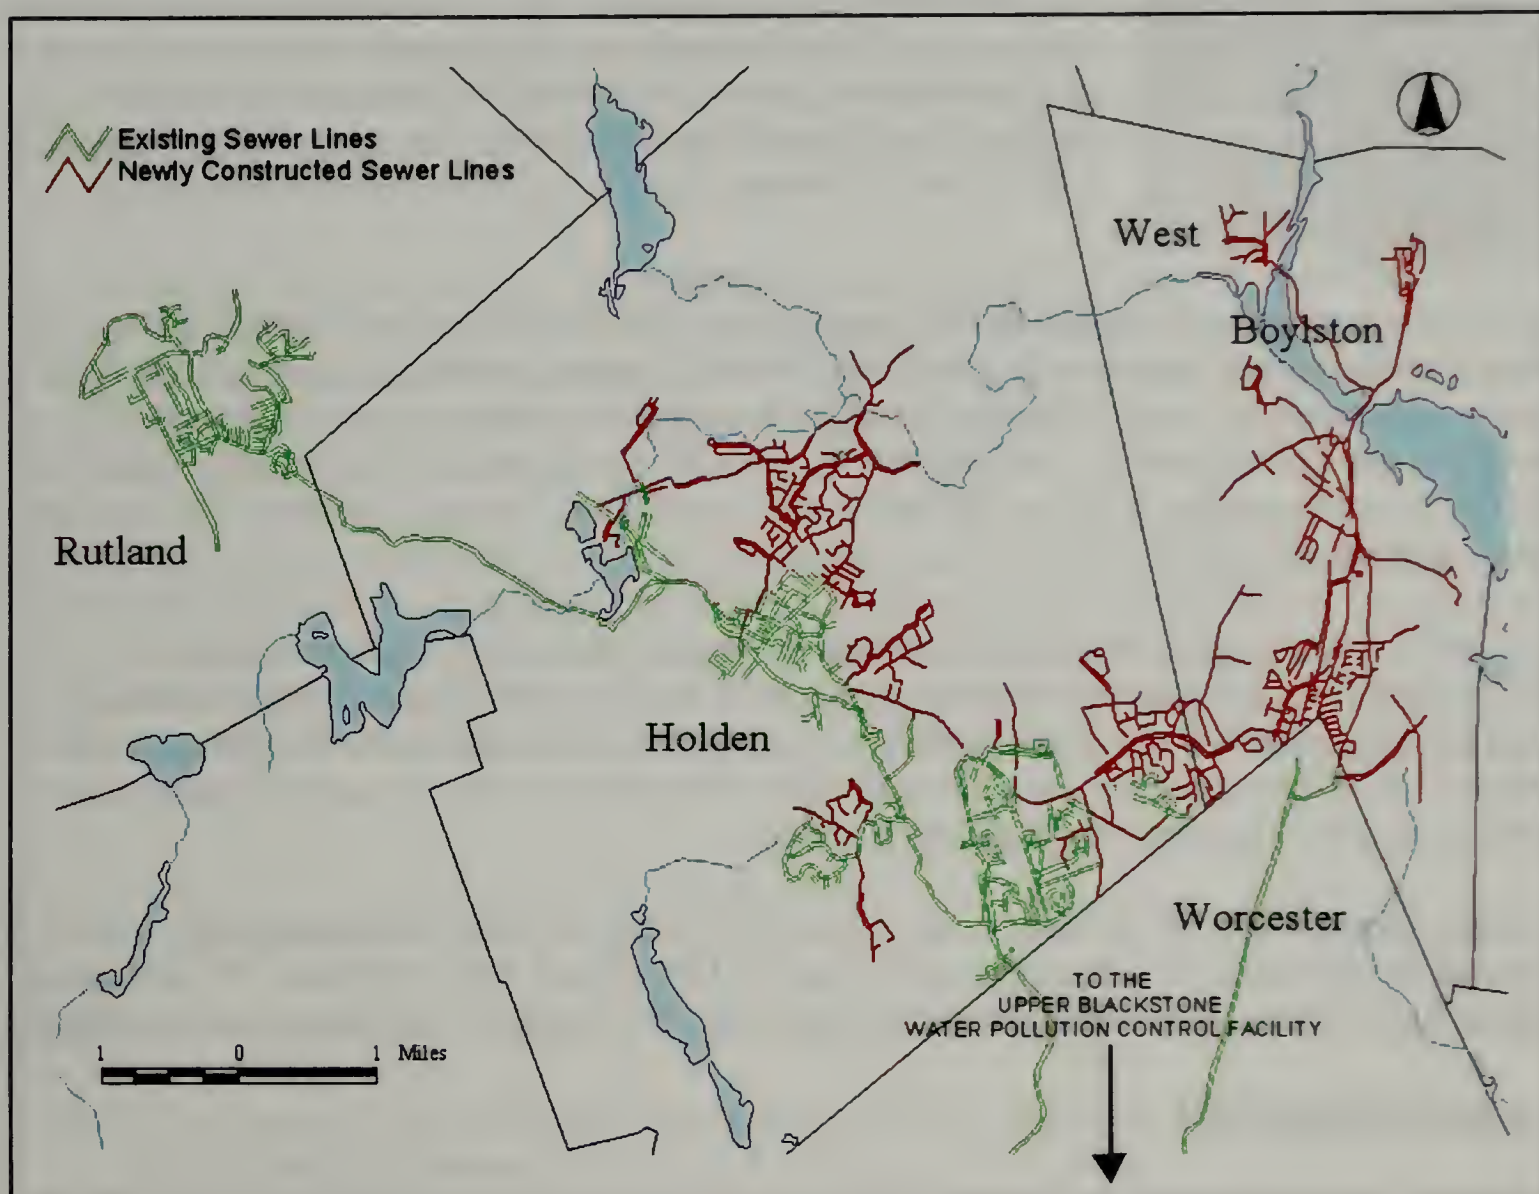 Existing Sewer Lines
Newly Constructed Sewer Lines
West
Boylston
Rutland
Holden
Worcester
TO THE
UPPER BLACKSTONE
WATER POLLUTION CONTROL FACILITY
1 0 1 Miles